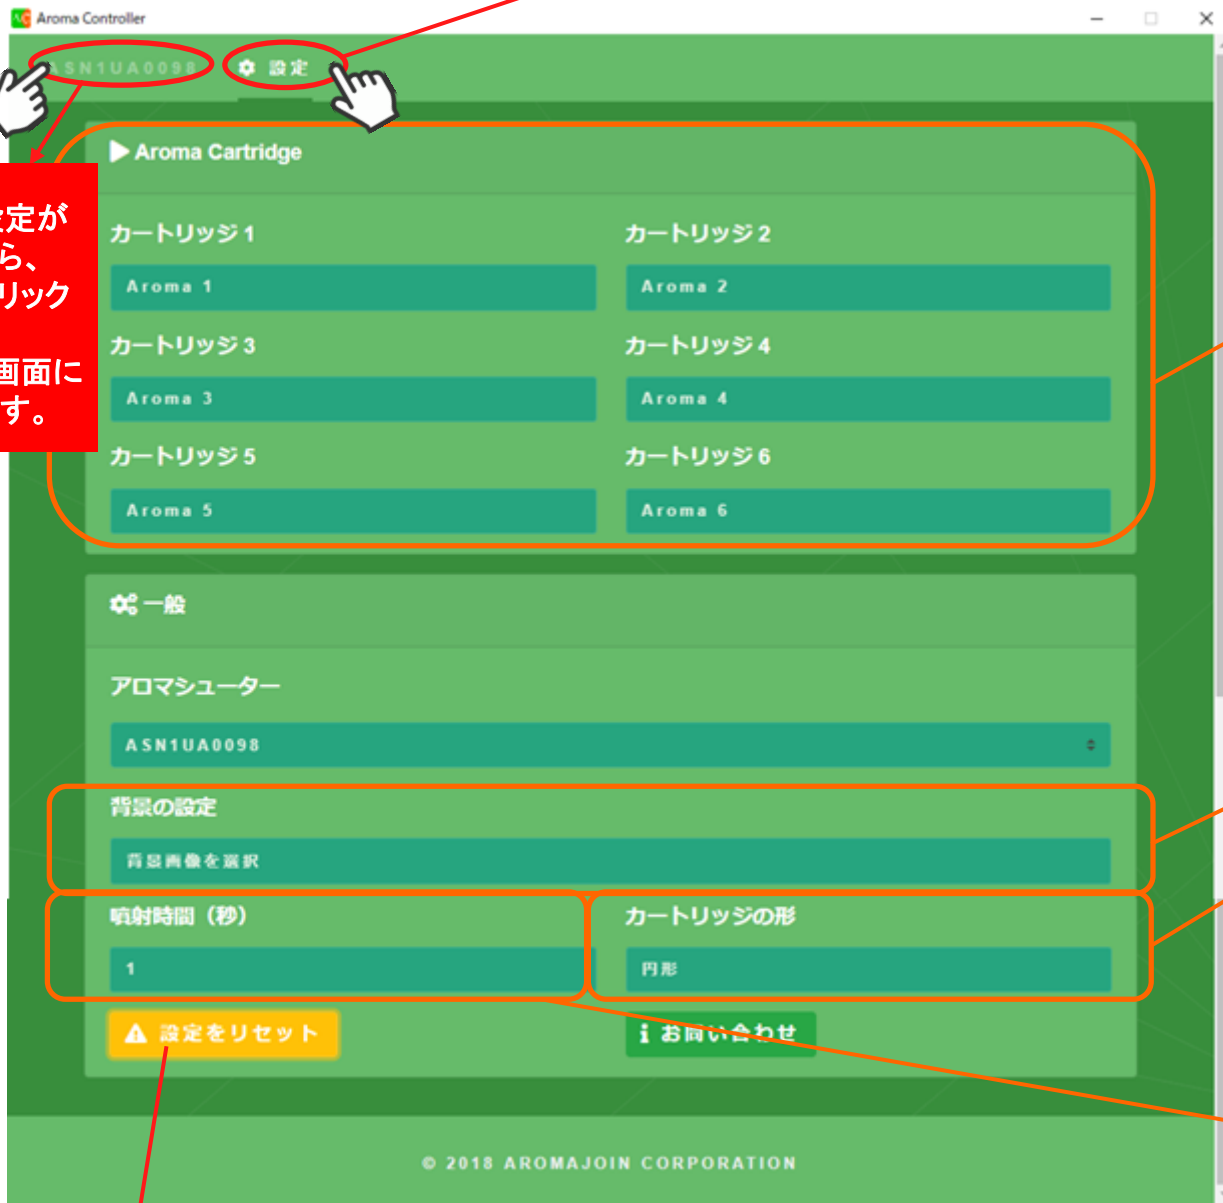 Aroma Controller
ASN1UA0098 設定
Aroma Cartridge
定が
ら、
リック
画面に
す。
カートリッジ 1 カートリッジ 2
Aroma 1 Aroma 2
カートリッジ 3 カートリッジ 4
Aroma 3 Aroma 4
カートリッジ 5 カートリッジ 6
Aroma 5 Aroma 6
一般
アロマシューター
ASN1UA0098
背景の設定
背景画像を選択
噴射時間（秒） カートリッジの形
1 円形
設定をリセット お問い合わせ
© 2018 AROMAJOIN CORPORATION